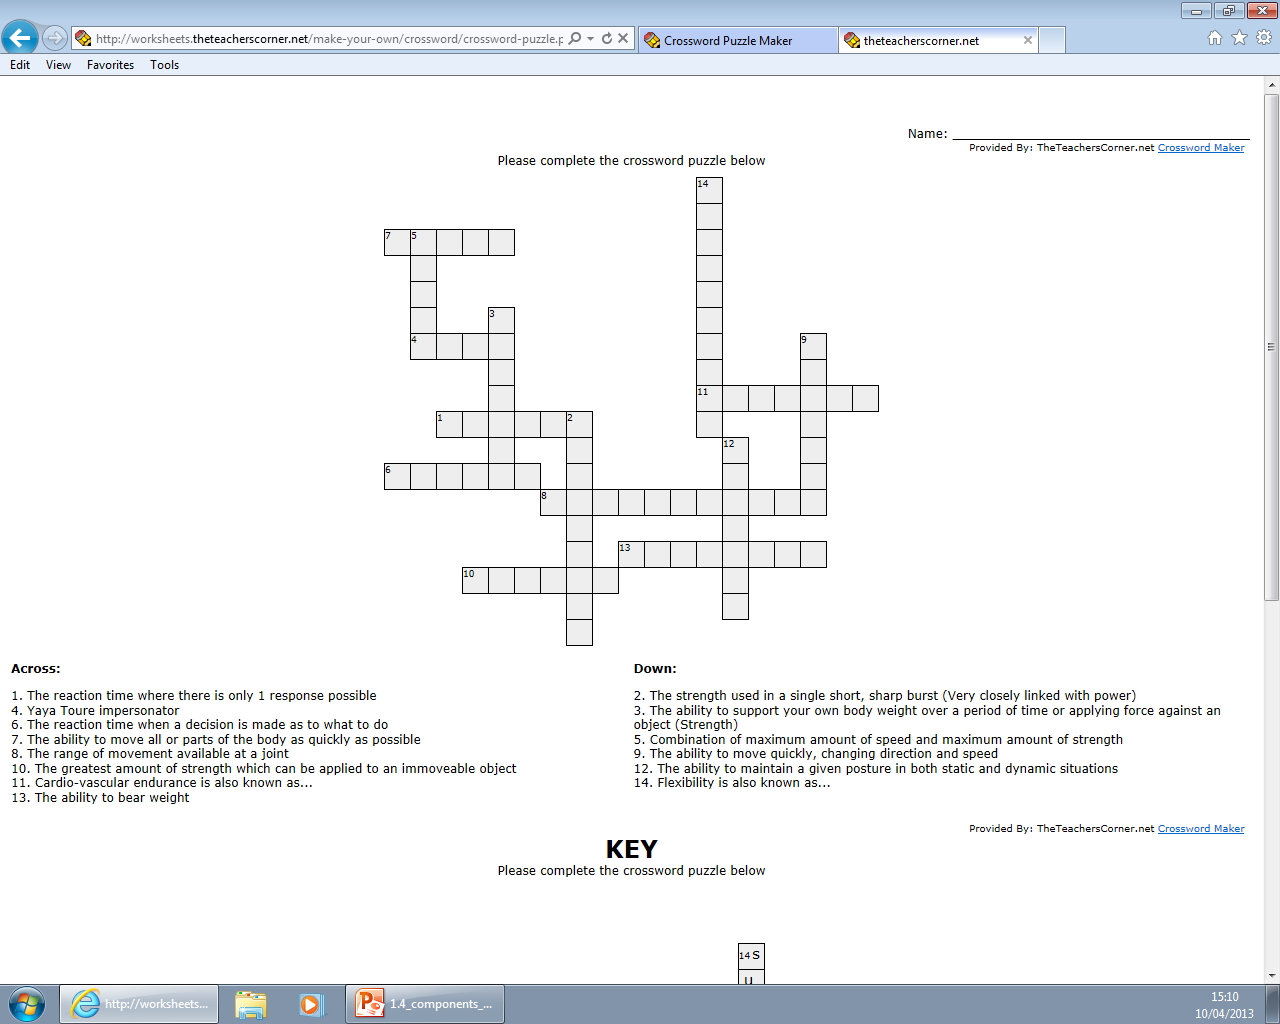 http://worksheets.theteacherscorner.net/make-your-own/crossword/crossword-puzzle.p
Crossword Puzzle Maker
theteacherscorner.net
Edit View Favorites Tools
Name:
Provided By: TheTeachersCorner.net Crossword Maker
Please complete the crossword puzzle below
14
7 5
3
4 9
11
1 2
12
6
8
13
10
Across:
1. The reaction time where there is only 1 response possible
4. Yaya Toure impersonator
6. The reaction time when a decision is made as to what to do
7. The ability to move all or parts of the body as quickly as possible
8. The range of movement available at a joint
10. The greatest amount of strength which can be applied to an immoveable object
11. Cardio-vascular endurance is also known as...
13. The ability to bear weight
Down:
2. The strength used in a single short, sharp burst (Very closely linked with power)
3. The ability to support your own body weight over a period of time or applying force against an
object (Strength)
5. Combination of maximum amount of speed and maximum amount of strength
9. The ability to move quickly, changing direction and speed
12. The ability to maintain a given posture in both static and dynamic situations
14. Flexibility is also known as...
Provided By: TheTeachersCorner.net Crossword Maker
KEY
Please complete the crossword puzzle below
14 S
U
http://worksheets...
1.4_components_...
15:10
10/04/2013